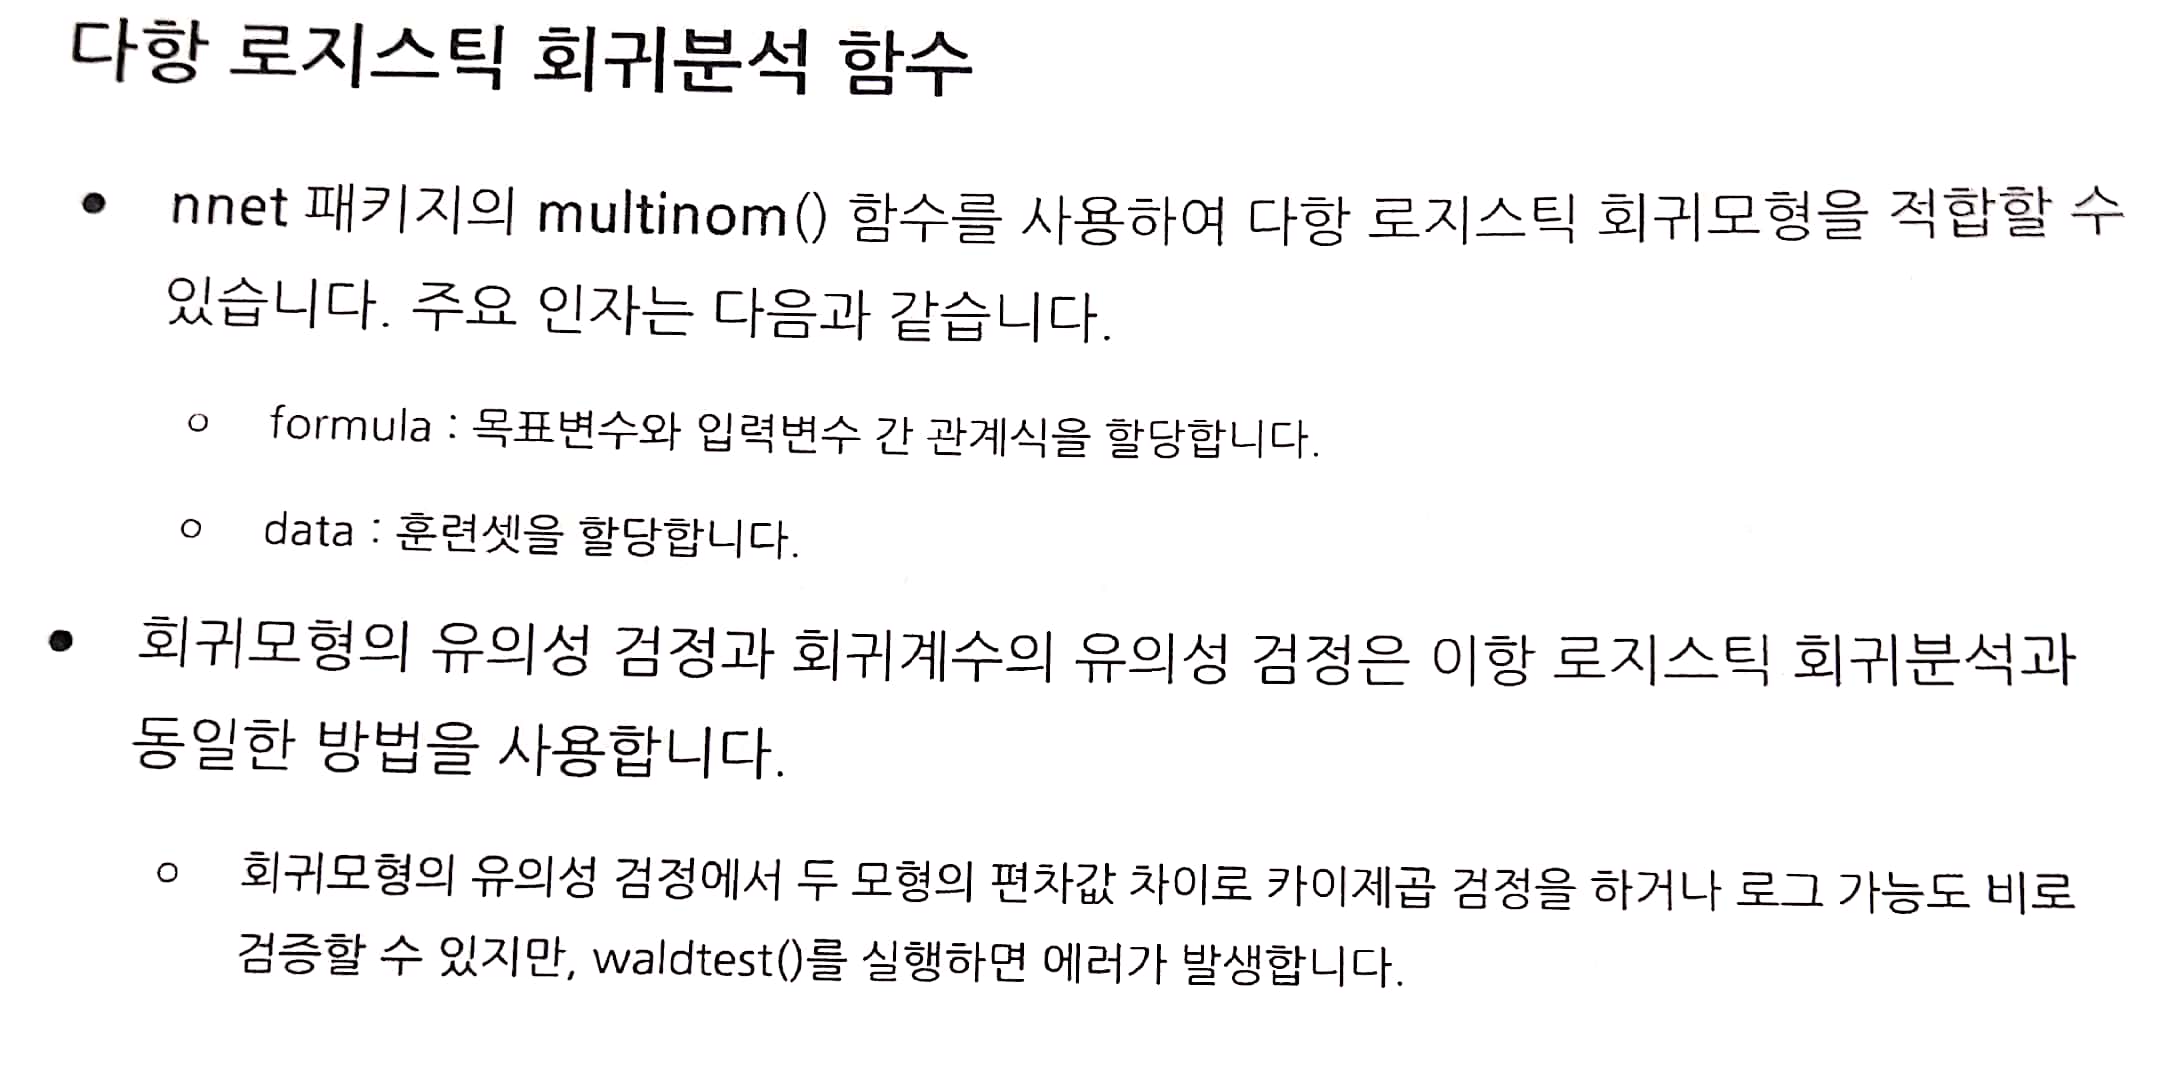 다항 로지스틱 회귀분석 함수
• nnet 패키지의 multinom() 함수를 사용하여 다항 로지스틱 회귀모형을 적합할 수
있습니다. 주요 인자는 다음과 같습니다.
○ formula : 목표변수와 입력변수 간 관계식을 할당합니다.
○ data : 훈련셋을 할당합니다.
• 회귀모형의 유의성 검정과 회귀계수의 유의성 검정은 이항 로지스틱 회귀분석과
동일한 방법을 사용합니다.
○ 회귀모형의 유의성 검정에서 두 모형의 편차값 차이로 카이제곱 검정을 하거나 로그 가능도 비로
검증할 수 있지만, waldtest()를 실행하면 에러가 발생합니다.